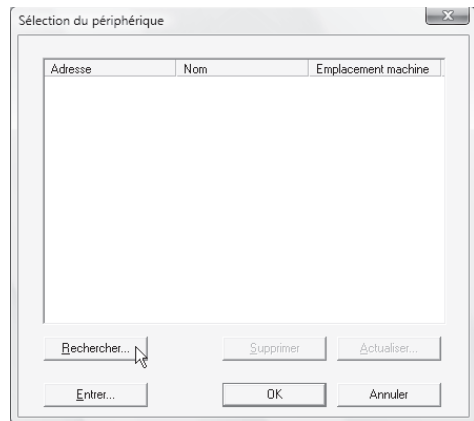 Sélection du périphérique
Adresse Nom Emplacement machine
Rechercher... Supprimer Actualiser...
Entrer... OK Annuler